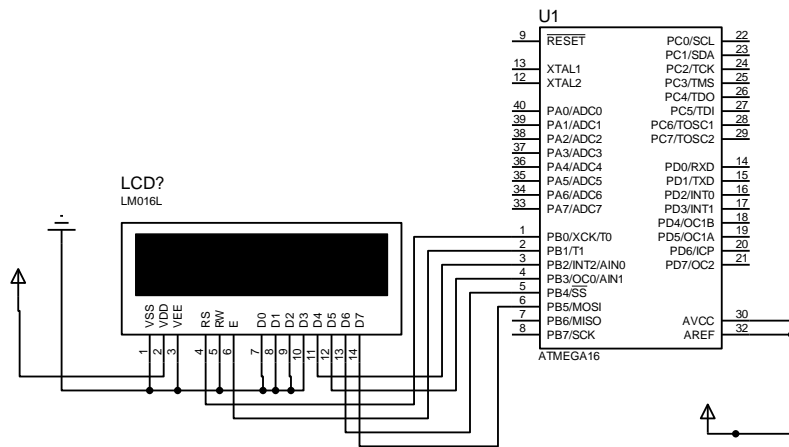 U1
9 RESET
13 XTAL1
12 XTAL2
40 PA0/ADC0
39 PA1/ADC1
38 PA2/ADC2
37 PA3/ADC3
36 PA4/ADC4
35 PA5/ADC5
34 PA6/ADC6
33 PA7/ADC7
1 PB0/XCK/T0
2 PB1/T1
3 PB2/INT2/AIN0
4 PB3/OC0/AIN1
5 PB4/SS
6 PB5/MOSI
7 PB6/MISO
8 PB7/SCK
PC0/SCL 22
PC1/SDA 23
PC2/TCK 24
PC3/TMS 25
PC4/TDO 26
PC5/TDI 27
PC6/TOSC1 28
PC7/TOSC2 29
PD0/RXD 14
PD1/TXD 15
PD2/INT0 16
PD3/INT1 17
PD4/OC1B 18
PD5/OC1A 19
PD6/ICP 20
PD7/OC2 21
AVCC 30
AREF 32
ATMEGA16
LCD?
LM016L
VSS 1
VDD 2
VEE 3
RS 4
RW 5
E 6
D0 7
D1 8
D2 9
D3 10
D4 11
D5 12
D6 13
D7 14